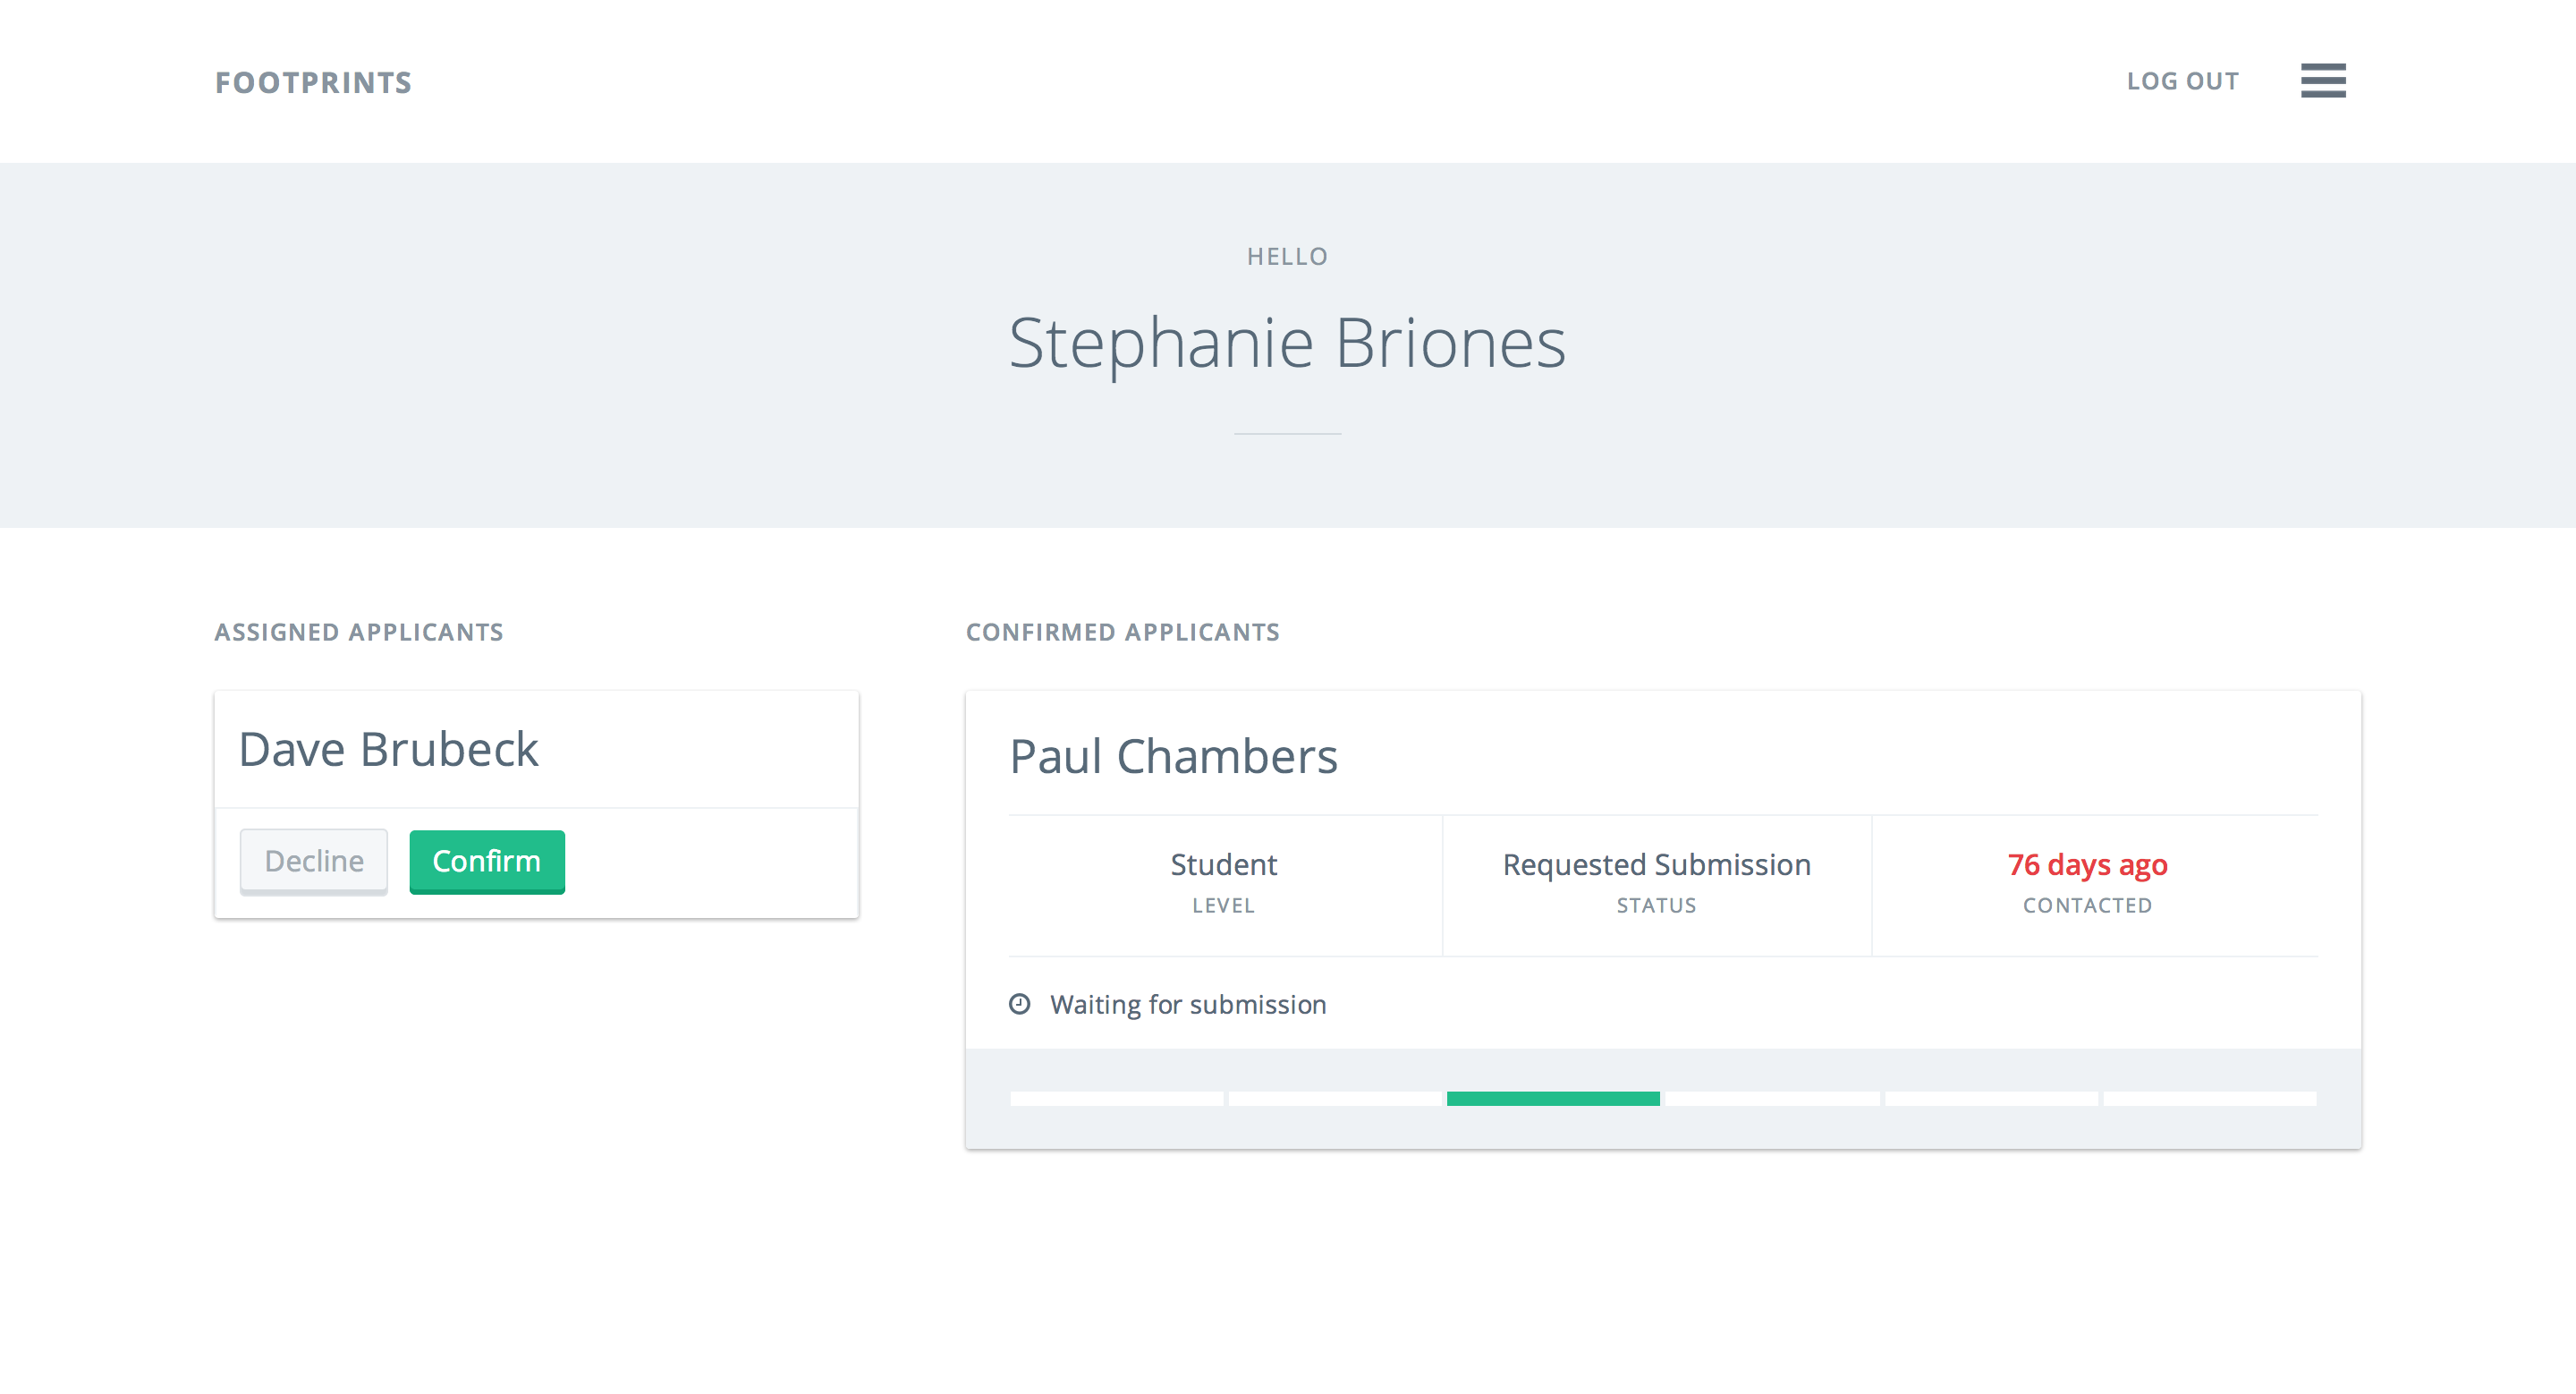 FOOTPRINTS
LOG OUT
HELLO
Stephanie Briones
ASSIGNED APPLICANTS
Dave Brubeck
Decline
Confirm
CONFIRMED APPLICANTS
Paul Chambers
Student
LEVEL
Requested Submission
STATUS
76 days ago
CONTACTED
Waiting for submission